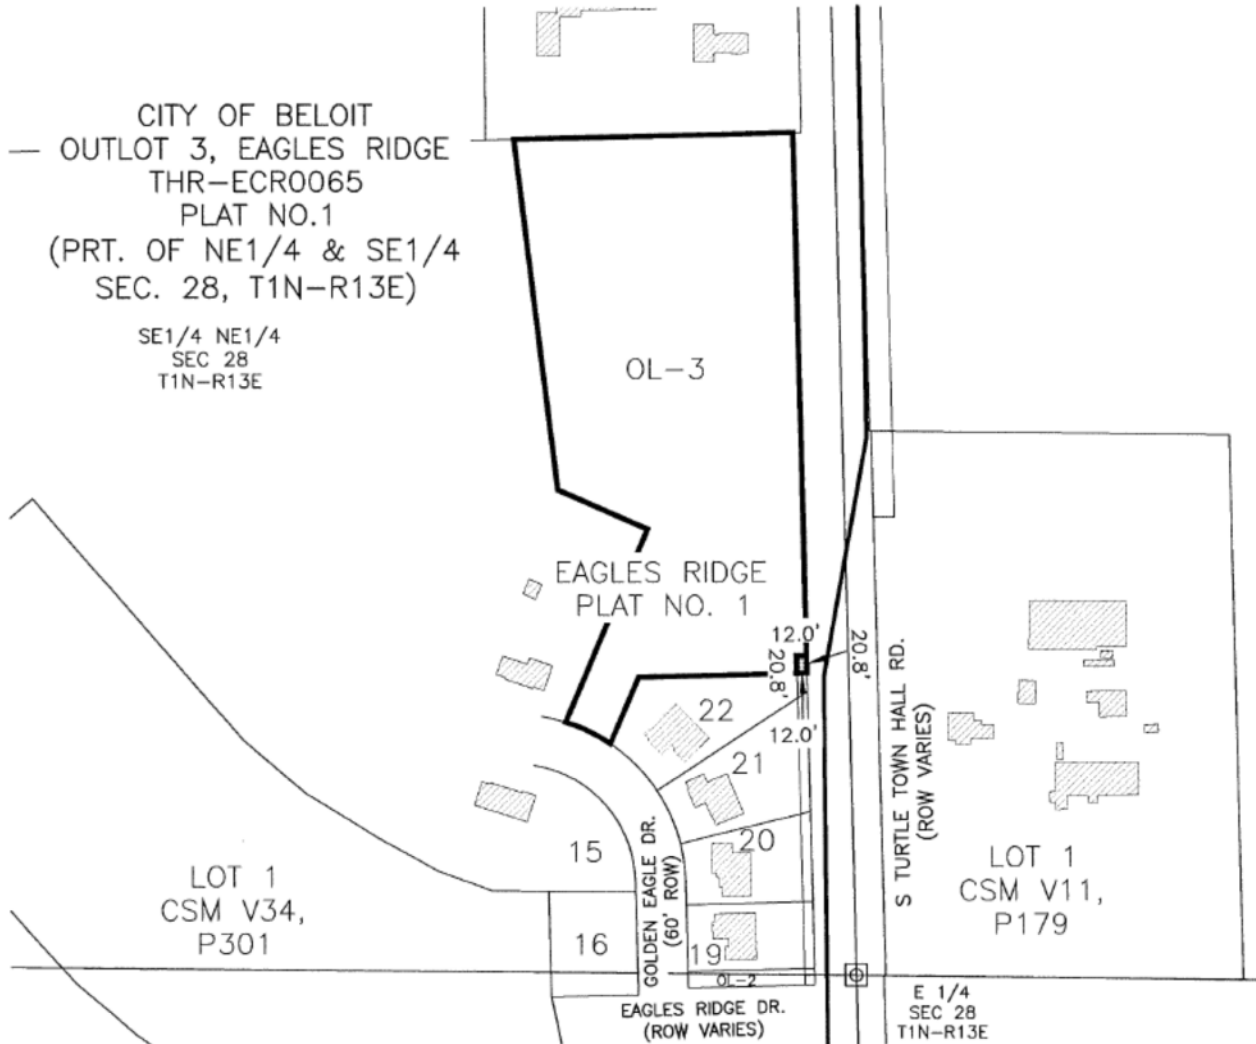 CITY OF BELOIT
OUTLOT 3, EAGLES RIDGE
THR-ECR0065
PLAT NO.1
(PRT. OF NE1/4 & SE1/4
SEC. 28, T1N-R13E)
SE1/4 NE1/4
SEC 28
T1N-R13E
OL-3
EAGLES RIDGE
PLAT NO. 1
12.0'
20.8'
20.8'
12.0'
22
21
20
19
15
16
OL-2
GOLDEN EAGLE DR.
(60' ROW)
S TURTLE TOWN HALL RD.
(ROW VARIES)
LOT 1
CSM V34,
P301
LOT 1
CSM V11,
P179
EAGLES RIDGE DR.
(ROW VARIES)
E 1/4
SEC 28
T1N-R13E